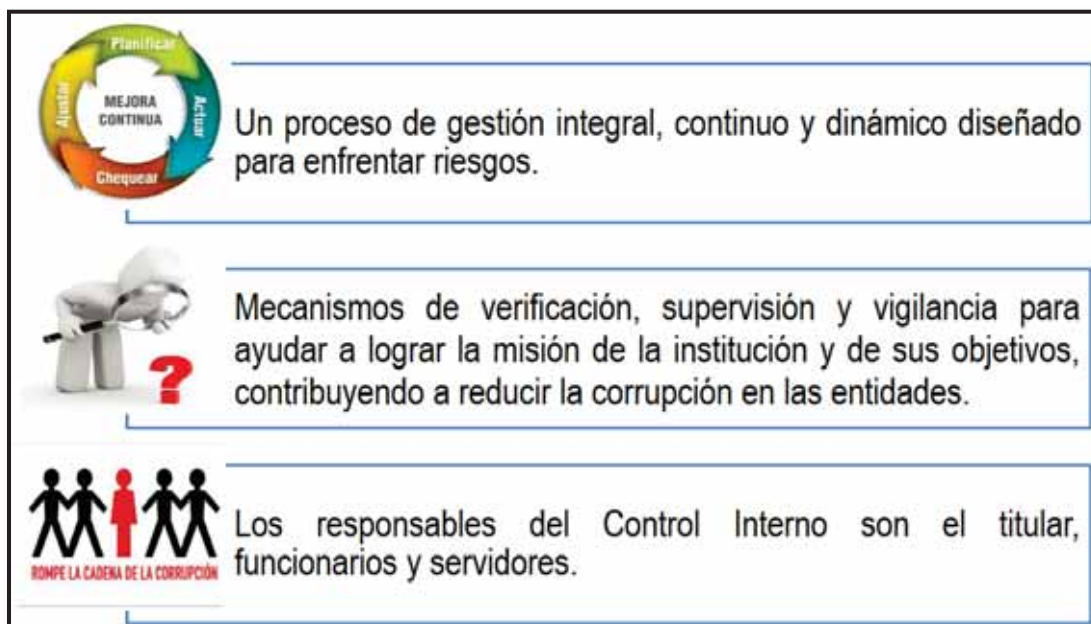 Planificar
Actuar
Chequear
Ajustar
MEJORA
CONTINUA
Un proceso de gestión integral, continuo y dinámico diseñado
para enfrentar riesgos.
?
Mecanismos de verificación, supervisión y vigilancia para
ayudar a lograr la misión de la institución y de sus objetivos,
contribuyendo a reducir la corrupción en las entidades.
ROMPE LA CADENA DE LA CORRUPCIÓN
Los responsables del Control Interno son el titular,
funcionarios y servidores.